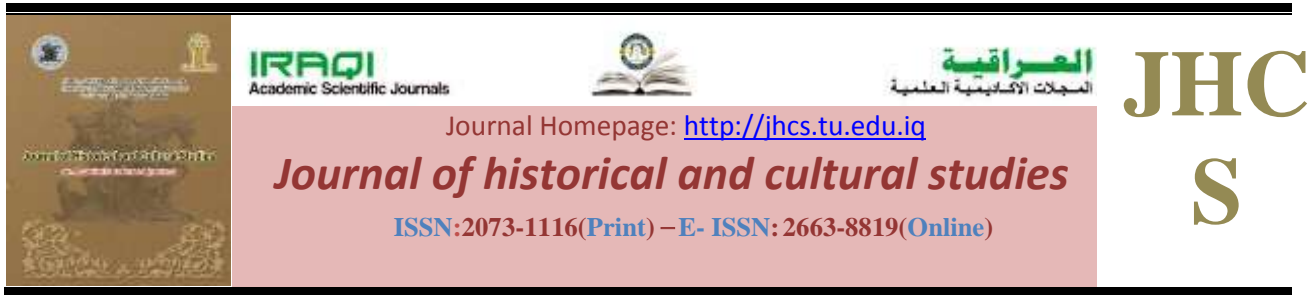 IRAQI
Academic Scientific Journals
العراقية
المجلات الاكاديمية العلمية
Journal Homepage: http://jhcs.tu.edu.iq
Journal of historical and cultural studies
ISSN:2073-1116(Print) –E- ISSN: 2663-8819(Online)
JHC
S